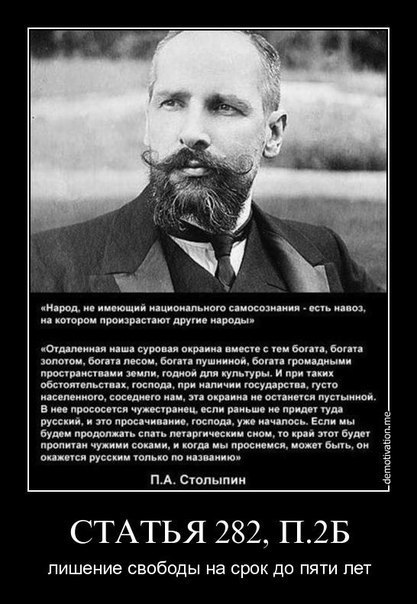 «Народ, не имеющий национального самосознания - есть навоз,
на котором произрастают другие народы»
«Отдаленная наша суровая окраина вместе с тем богата, богата
золотом, богата лесом, богата пушниной, богата громадными
пространствами земли, годной для культуры. И при таких
обстоятельствах, господа, при наличии государства, густо
населенного, соседнего нам, эта окраина не останется пустынной.
В нее прососется чужестранец, если раньше не придет туда
русский, и это просачивание, господа, уже началось. Если мы
будем продолжать спать летаргическим сном, то край этот будет
пропитан чужими соками, и когда мы проснемся, может быть, он
окажется русским только по названию»
П.А. Столыпин
demotivation.me
СТАТЬЯ 282, П.2Б
лишение свободы на срок до пяти лет